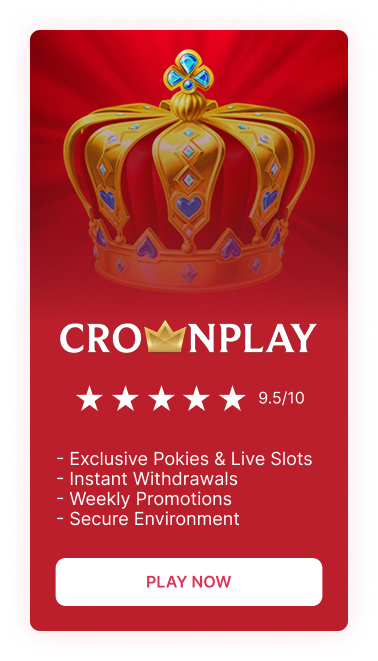 CROWNPLAY
9.5/10
- Exclusive Pokies & Live Slots
- Instant Withdrawals
- Weekly Promotions
- Secure Environment
PLAY NOW